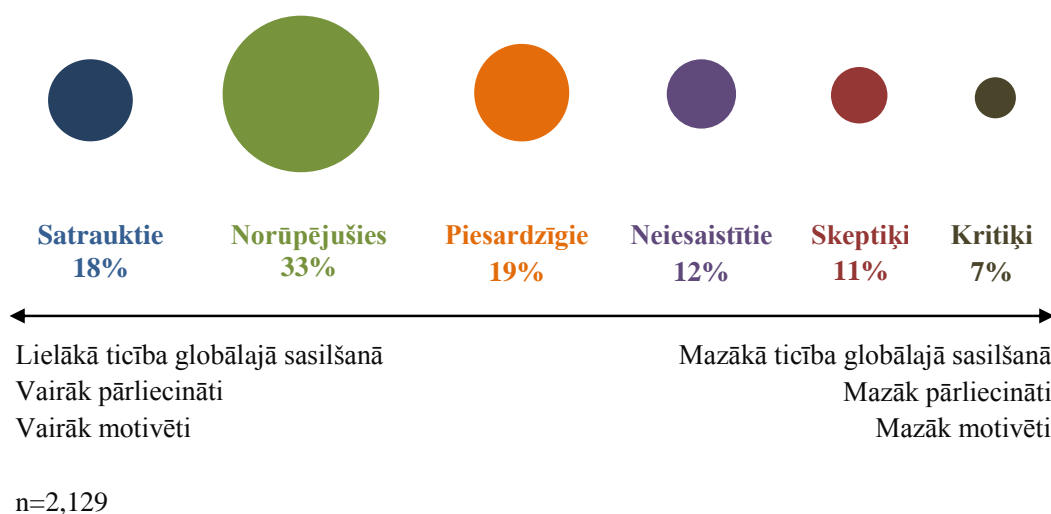 Satrauktie
18%
Norūpējušies
33%
Piesardzīgie
19%
Neiesaistītie
12%
Skeptiķi
11%
Kritiķi
7%
Lielākā ticība globālajā sasilšanā
Vairāk pārliecināti
Vairāk motivēti
Mazākā ticība globālajā sasilšanā
Mazāk pārliecināti
Mazāk motivēti
n=2,129